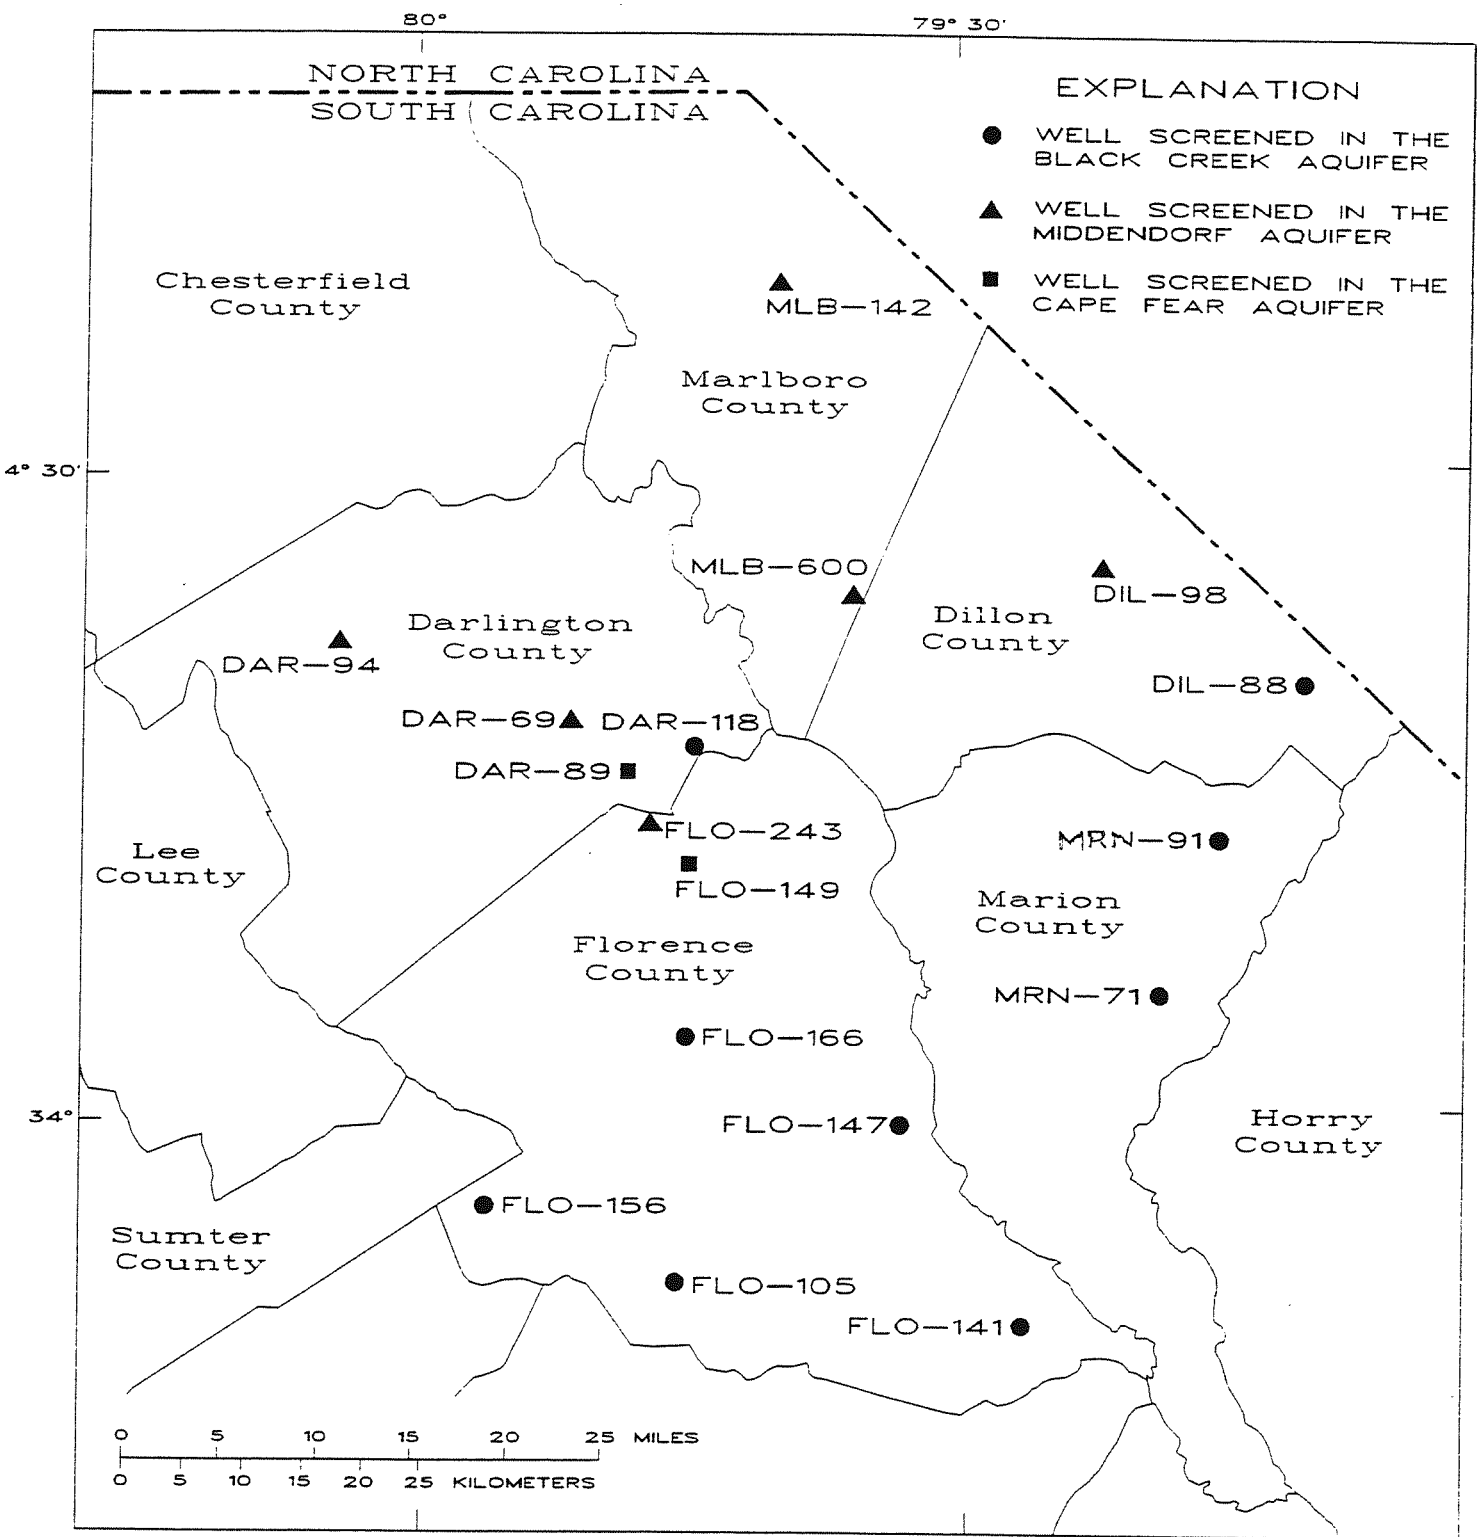 80°
79° 30'
NORTH CAROLINA
SOUTH CAROLINA
EXPLANATION
WELL SCREENED IN THE
BLACK CREEK AQUIFER
WELL SCREENED IN THE
MIDDENDORF AQUIFER
WELL SCREENED IN THE
CAPE FEAR AQUIFER
Chesterfield
County
MLB-142
Marlboro
County
4° 30'
MLB-600
DIL-98
Dillon
County
Darlington
County
DAR-94
DIL-88
DAR-69
DAR-118
DAR-89
FLO-243
MRN-91
Lee
County
FLO-149
Marion
County
Florence
County
MRN-71
FLO-166
34°
FLO-147
Horry
County
FLO-156
Sumter
County
FLO-105
FLO-141
0 5 10 15 20 25 MILES
0 5 10 15 20 25 KILOMETERS